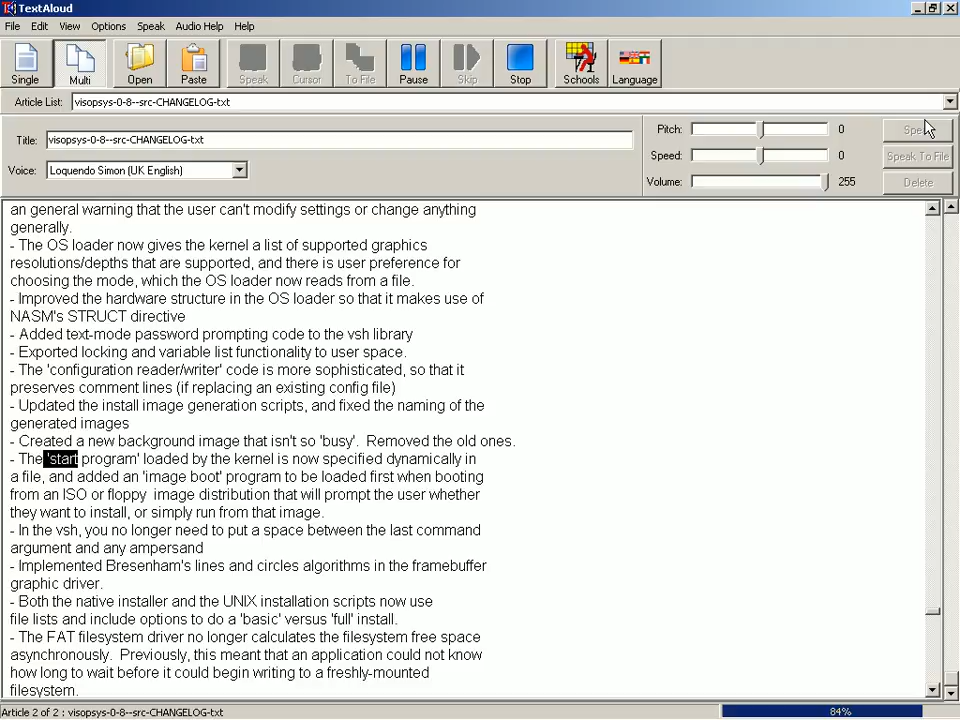 TextAloud
File Edit View Options Speak Audio Help Help
Single Multi Open Paste Speak Cursor To File Pause Skip Stop Schools Language
Article List: visopsys-0-8--src-CHANGELOG-txt
Title: visopsys-0-8--src-CHANGELOG-txt
Pitch: 0 Speak
Speed: 0 Speak To File
Voice: Loquendo Simon (UK English)
Volume: 255 Delete
an general warning that the user can't modify settings or change anything
generally.
- The OS loader now gives the kernel a list of supported graphics
resolutions/depths that are supported, and there is user preference for
choosing the mode, which the OS loader now reads from a file.
- Improved the hardware structure in the OS loader so that it makes use of
NASM's STRUCT directive
- Added text-mode password prompting code to the vsh library
- Exported locking and variable list functionality to user space.
- The 'configuration reader/writer' code is more sophisticated, so that it
preserves comment lines (if replacing an existing config file)
- Updated the install image generation scripts, and fixed the naming of the
generated images
- Created a new background image that isn't so 'busy'.  Removed the old ones.
- The 'start program' loaded by the kernel is now specified dynamically in
a file, and added an 'image boot' program to be loaded first when booting
from an ISO or floppy  image distribution that will prompt the user whether
they want to install, or simply run from that image.
- In the vsh, you no longer need to put a space between the last command
argument and any ampersand
- Implemented Bresenham's lines and circles algorithms in the framebuffer
graphic driver.
- Both the native installer and the UNIX installation scripts now use
file lists and include options to do a 'basic' versus 'full' install.
- The FAT filesystem driver no longer calculates the filesystem free space
asynchronously.  Previously, this meant that an application could not know
how long to wait before it could begin writing to a freshly-mounted
filesystem.
Article 2 of 2 : visopsys-0-8--src-CHANGELOG-txt 84%